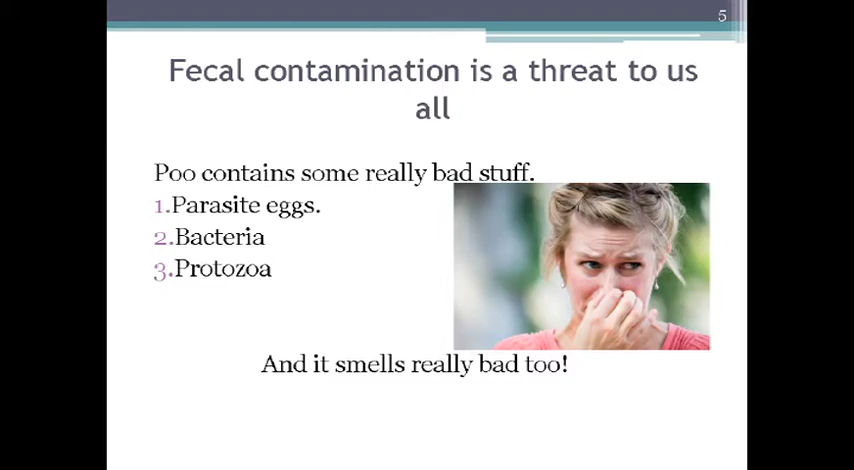 5
Fecal contamination is a threat to us
all
Poo contains some really bad stuff.
1.Parasite eggs.
2.Bacteria
3.Protozoa
And it smells really bad too!